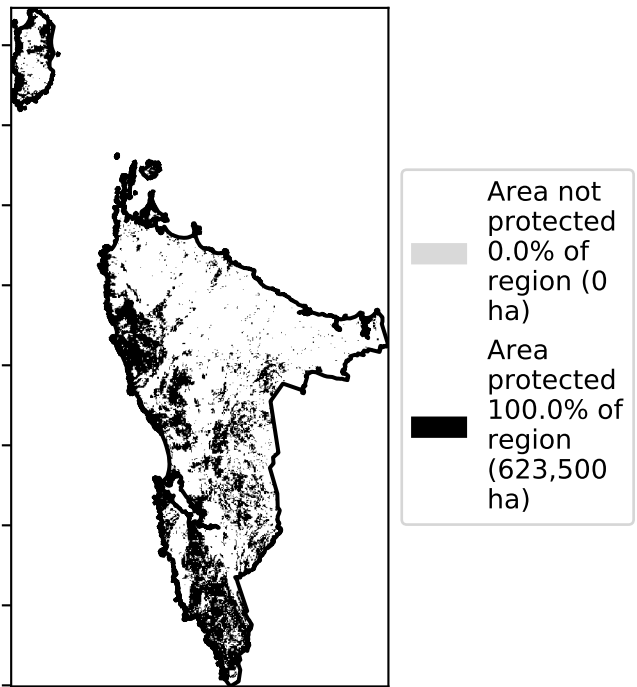 Area not
protected
0.0% of
region (0
ha)
Area
protected
100.0% of
region
(623,500
ha)